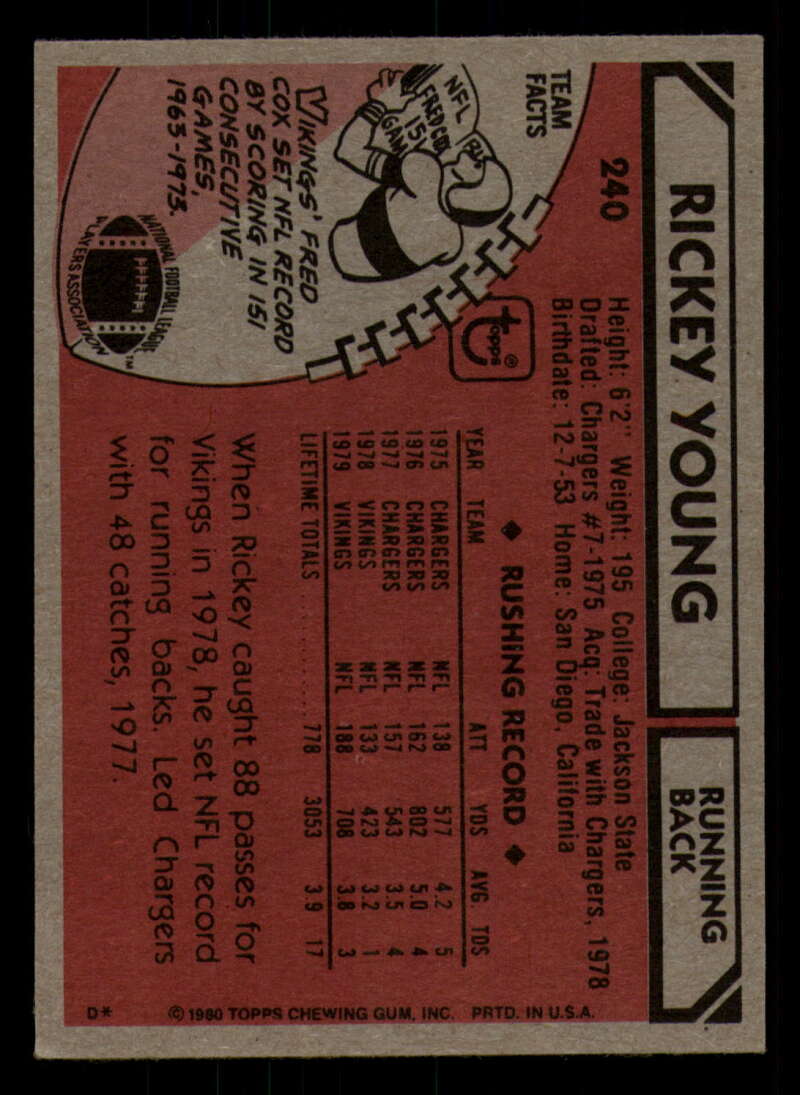 RICKEY YOUNG
RUNNING
BACK
240
Height: 6'2" Weight: 195 College: Jackson State
Drafted: Chargers #7-1975 Acq: Trade with Chargers, 1978
Birthdate: 12-7-53 Home: San Diego, California
TEAM
FACTS
NFL
FRED COX
151
GAM
VIKINGS' FRED
COX SET NFL RECORD
BY SCORING IN 151
CONSECUTIVE
GAMES,
1963-1973.
NATIONAL FOOTBALL LEAGUE
PLAYERS ASSOCIATION
TM
Topps®
◆ RUSHING RECORD ◆
YEAR TEAM ATT YDS AVG TDS
1975 CHARGERS NFL 138 577 4.2 5
1976 CHARGERS NFL 162 802 5.0 4
1977 CHARGERS NFL 157 543 3.5 4
1978 VIKINGS NFL 133 423 3.2 1
1979 VIKINGS NFL 188 708 3.8 3
LIFETIME TOTALS .............. 778 3053 3.9 17
When Rickey caught 88 passes for
Vikings in 1978, he set NFL record
for running backs. Led Chargers
with 48 catches, 1977.
D* © 1980 TOPPS CHEWING GUM, INC. PRTD. IN U.S.A.